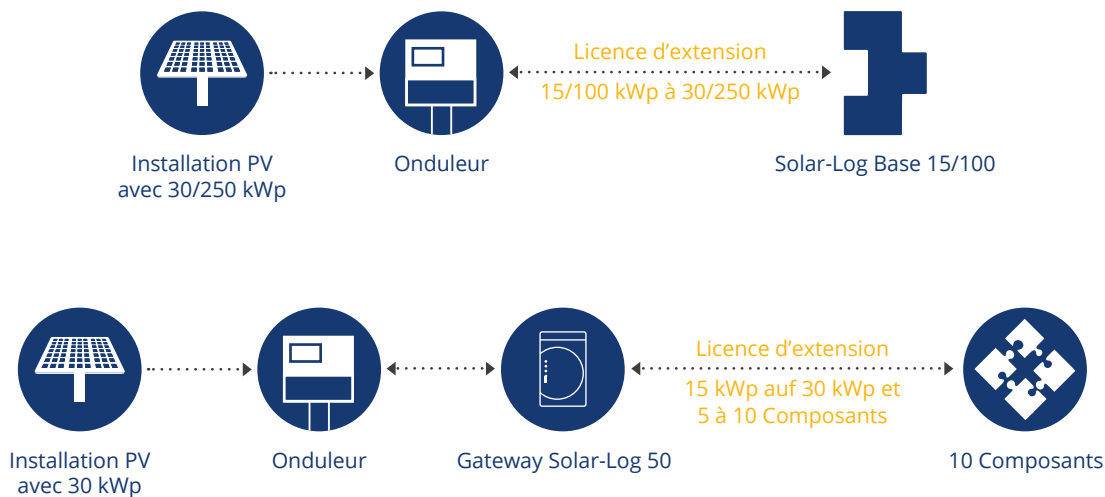 Licence d’extension
15/100 kWp à 30/250 kWp
Installation PV
avec 30/250 kWp
Onduleur
Solar-Log Base 15/100
Licence d’extension
15 kWp auf 30 kWp et
5 à 10 Composants
Installation PV
avec 30 kWp
Onduleur
Gateway Solar-Log 50
10 Composants